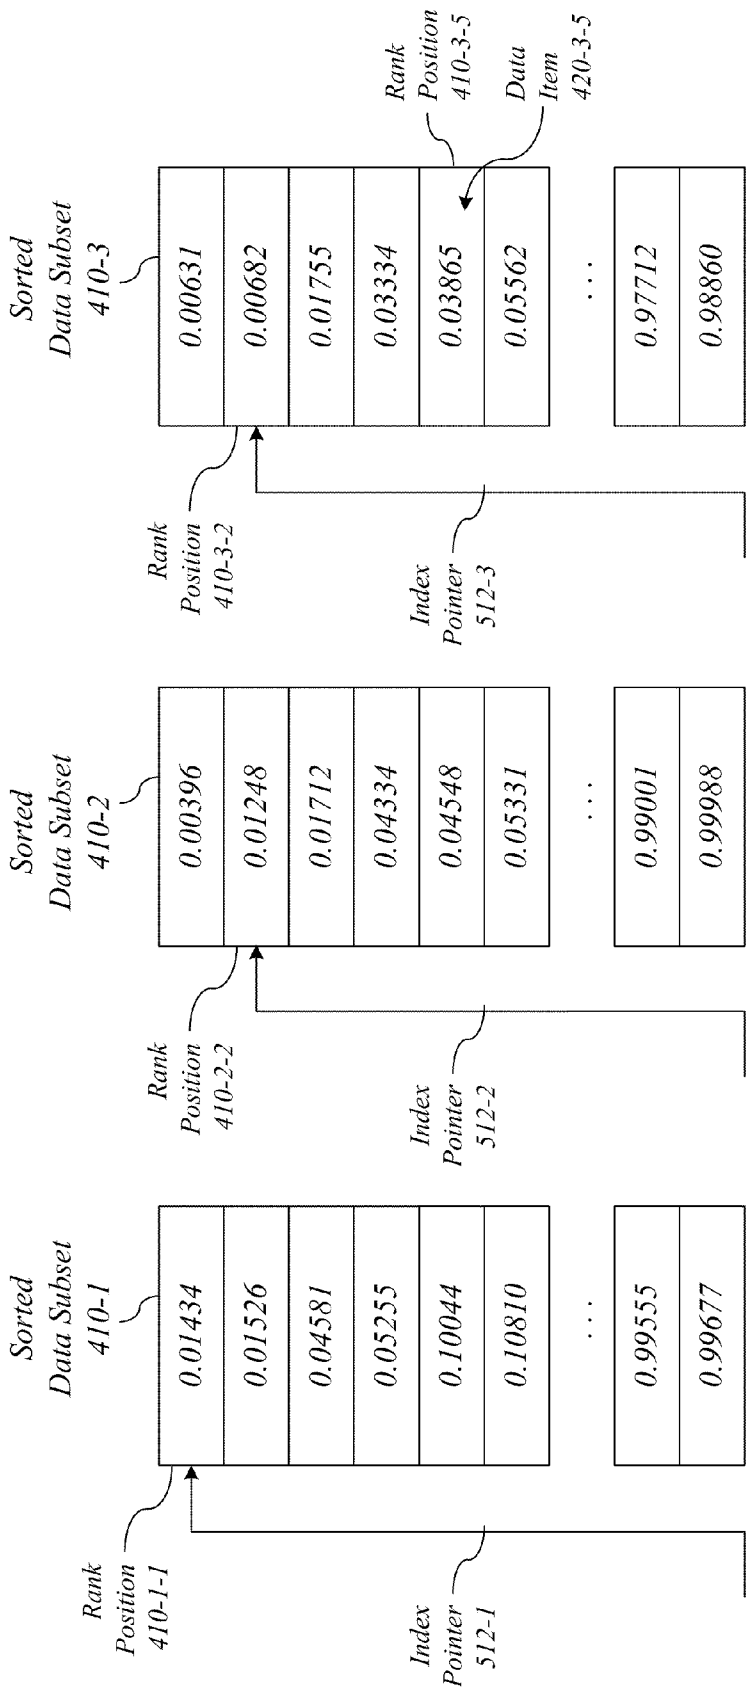 Sorted
Data Subset
410-1
Rank
Position
410-1-1
0.01434
0.01526
0.04581
0.05255
0.10044
0.10810
...
0.99555
0.99677
Index
Pointer
512-1
Sorted
Data Subset
410-2
Rank
Position
410-2-2
0.00396
0.01248
0.01712
0.04334
0.04548
0.05331
...
0.99001
0.99988
Index
Pointer
512-2
Sorted
Data Subset
410-3
Rank
Position
410-3-2
0.00631
0.00682
0.01755
0.03334
0.03865
0.05562
...
0.97712
0.98860
Index
Pointer
512-3
Rank
Position
410-3-5
Data
Item
420-3-5